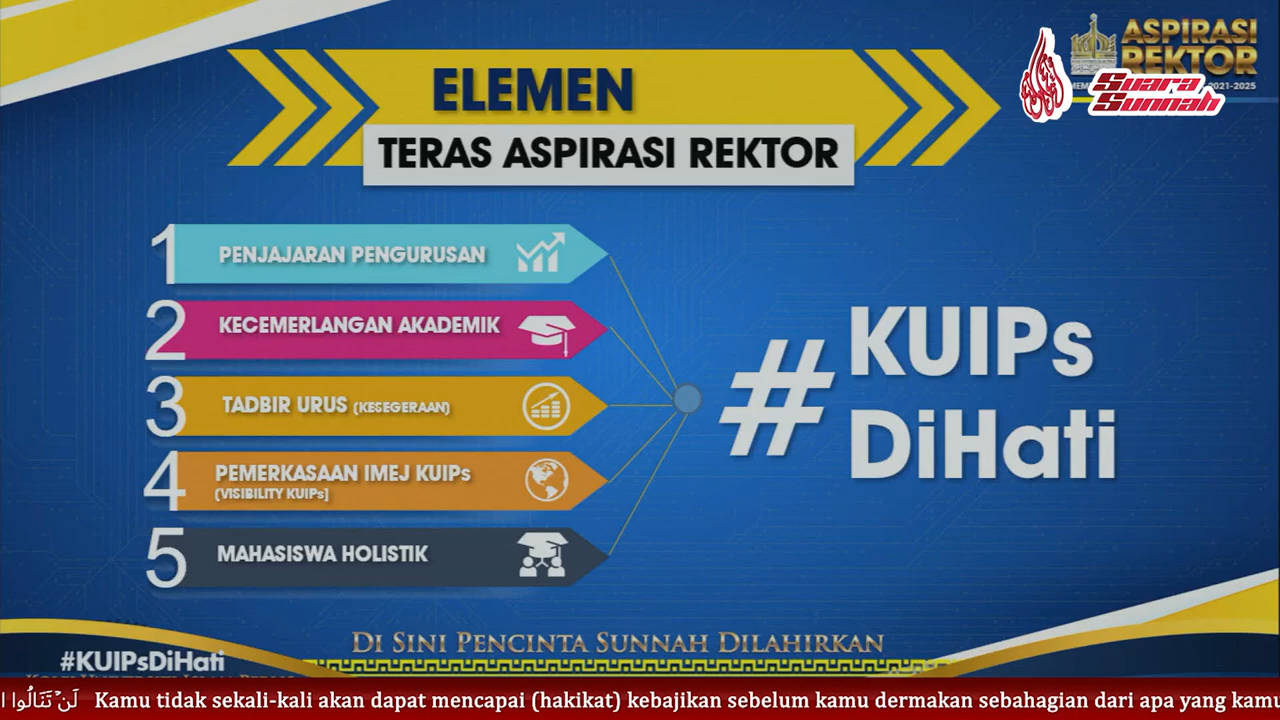 ELEMEN
TERAS ASPIRASI REKTOR
ASPIRASI
REKTOR
2021-2025
Suara
Sunnah
1 PENJAJARAN PENGURUSAN
2 KECEMERLANGAN AKADEMIK
3 TADBIR URUS (KESEGERAAN)
4 PEMERKASAAN IMEJ KUIPs
(VISIBILITY KUIPs]
5 MAHASISWA HOLISTIK
# KUIPs
DiHati
DI SINI PENCINTA SUNNAH DILAHIRKAN
#KUIPsDiHati
لَنْ تَنَالُوا ا Kamu tidak sekali-kali akan dapat mencapai (hakikat) kebajikan sebelum kamu dermakan sebahagian dari apa yang kamu